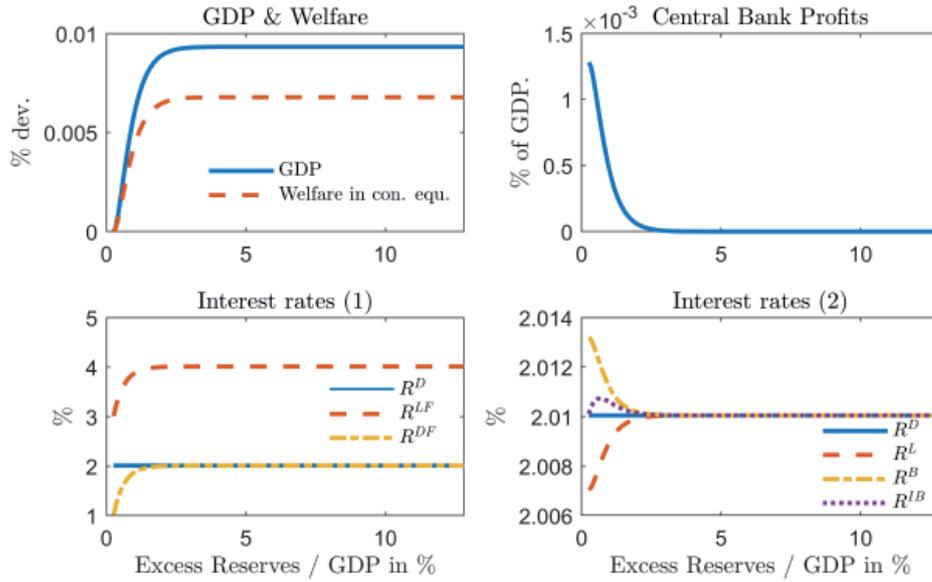 GDP & Welfare
0.01
0.005
0
% dev.
GDP
Welfare in con. equ.
0 5 10
Central Bank Profits
×10⁻³
1.5
1
0.5
0
% of GDP.
0 5 10
Interest rates (1)
5
4
3
2
1
%
R^D
R^LF
R^DF
0 5 10
Excess Reserves / GDP in %
Interest rates (2)
2.014
2.012
2.01
2.008
2.006
%
R^D
R^L
R^B
R^IB
0 5 10
Excess Reserves / GDP in %